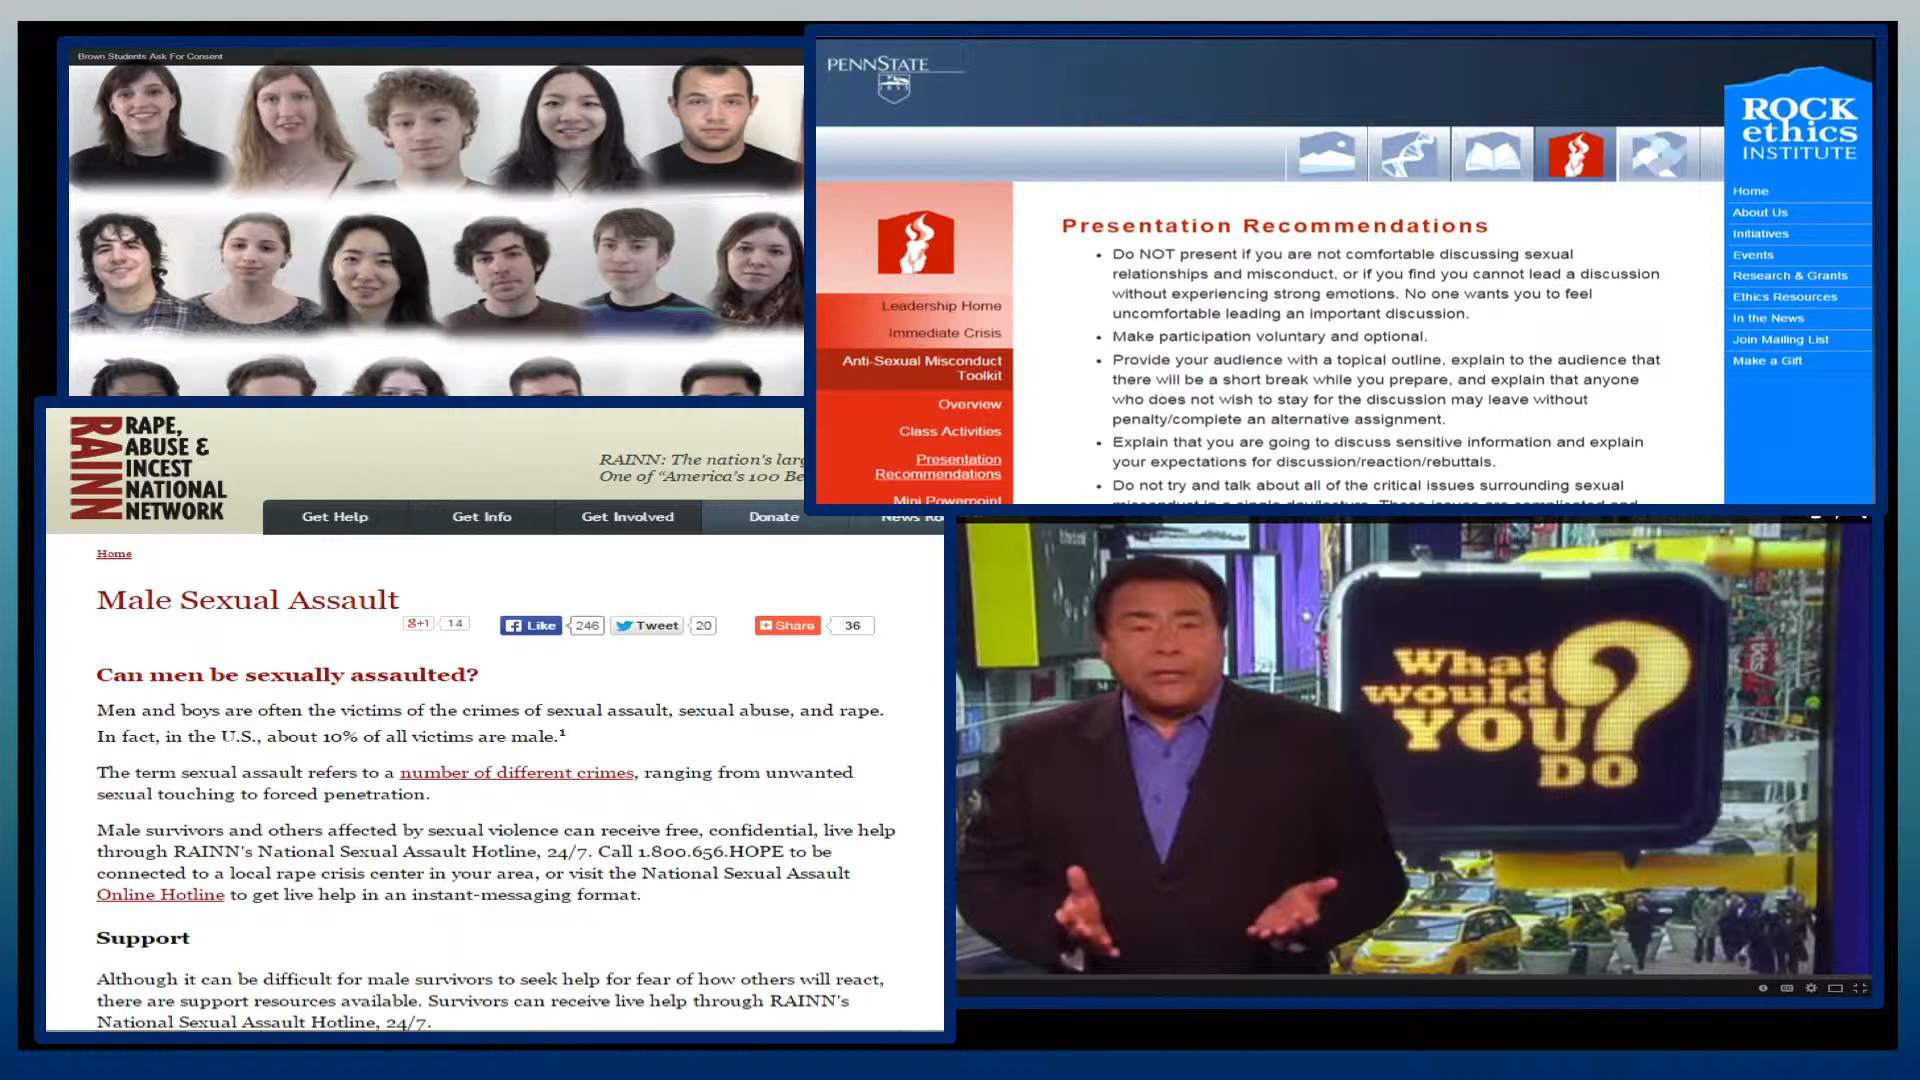 Brown Students Ask For Consent
PENNSTATE
1855
ROCK
ethics
INSTITUTE
Home
About Us
Initiatives
Events
Research & Grants
Ethics Resources
In the News
Join Mailing List
Make a Gift
Leadership Home
Immediate Crisis
Anti-Sexual Misconduct
Toolkit
Overview
Class Activities
Presentation
Recommendations
Mini Powerpoint
Presentation Recommendations
• Do NOT present if you are not comfortable discussing sexual
relationships and misconduct, or if you find you cannot lead a discussion
without experiencing strong emotions. No one wants you to feel
uncomfortable leading an important discussion.
• Make participation voluntary and optional.
• Provide your audience with a topical outline, explain to the audience that
there will be a short break while you prepare, and explain that anyone
who does not wish to stay for the discussion may leave without
penalty/complete an alternative assignment.
• Explain that you are going to discuss sensitive information and explain
your expectations for discussion/reaction/rebuttals.
• Do not try and talk about all of the critical issues surrounding sexual
RAINN
RAPE,
ABUSE &
INCEST
NATIONAL
NETWORK
RAINN: The nation's larg
One of "America's 100 Be
Get Help Get Info Get Involved Donate News Ro
Home
Male Sexual Assault
g+1 14 Like 246 Tweet 20 Share 36
Can men be sexually assaulted?
Men and boys are often the victims of the crimes of sexual assault, sexual abuse, and rape.
In fact, in the U.S., about 10% of all victims are male.¹
The term sexual assault refers to a number of different crimes, ranging from unwanted
sexual touching to forced penetration.
Male survivors and others affected by sexual violence can receive free, confidential, live help
through RAINN's National Sexual Assault Hotline, 24/7. Call 1.800.656.HOPE to be
connected to a local rape crisis center in your area, or visit the National Sexual Assault
Online Hotline to get live help in an instant-messaging format.
Support
Although it can be difficult for male survivors to seek help for fear of how others will react,
there are support resources available. Survivors can receive live help through RAINN's
National Sexual Assault Hotline, 24/7.
What
would
YOU
DO
?